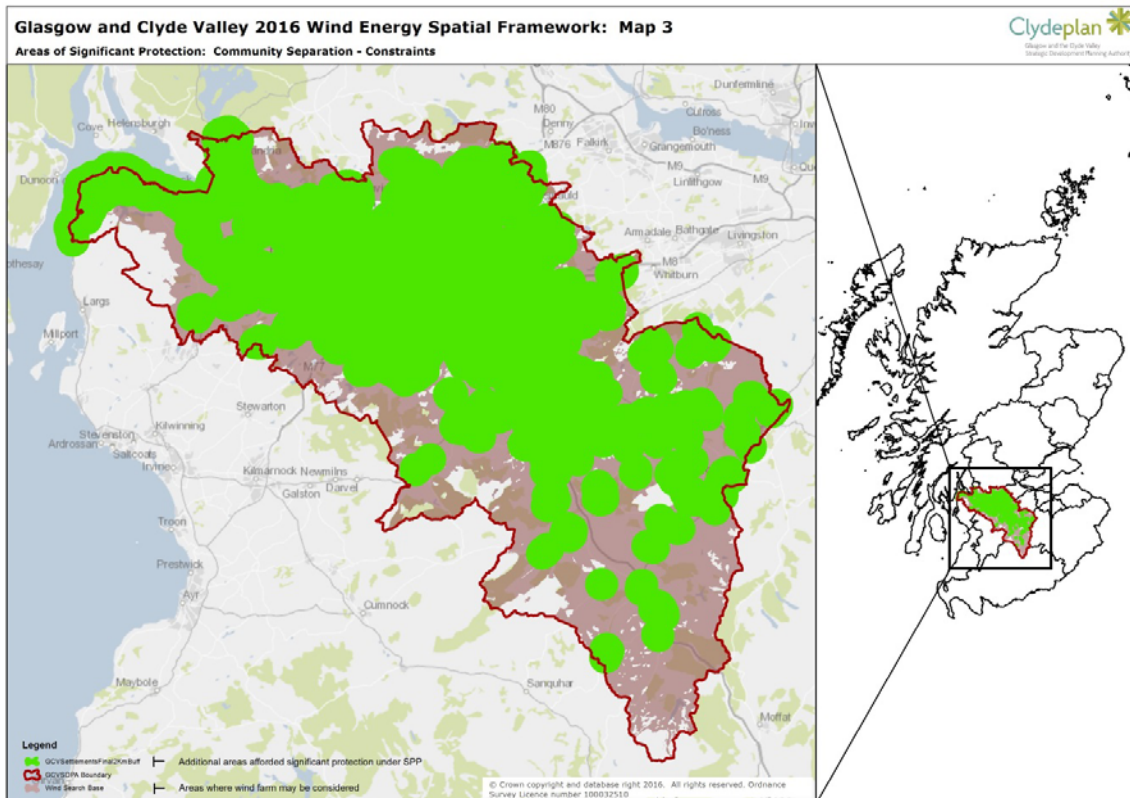 Glasgow and Clyde Valley 2016 Wind Energy Spatial Framework: Map 3
Areas of Significant Protection: Community Separation - Constraints
Clydeplan
Glasgow and the Clyde Valley
Strategic Development Planning Authority
Dunfermline
Culross
M80
Denny
Bo'ness
M876
Falkirk
Grangemouth
M9
M9
Linlithgow
Helensburgh
Cove
Dunoon
Armadale
Bathgate
Livingston
M8
Whitburn
Largs
Millport
M77
Stewarton
Kilwinning
Stevenston
Ardrossan
Saltcoats
Irvine
Kilmarnock
Newmilns
Galston
Darvel
Troon
Prestwick
Ayr
Cumnock
Maybole
Sanquhar
Moffat
Legend
GCVSettlementsFinal2KmBuff
Additional areas afforded significant protection under SPP
GCVSDPA Boundary
Wind Search Base
Areas where wind farm may be considered
© Crown copyright and database right 2016. All rights reserved. Ordnance
Survey Licence number 100032510